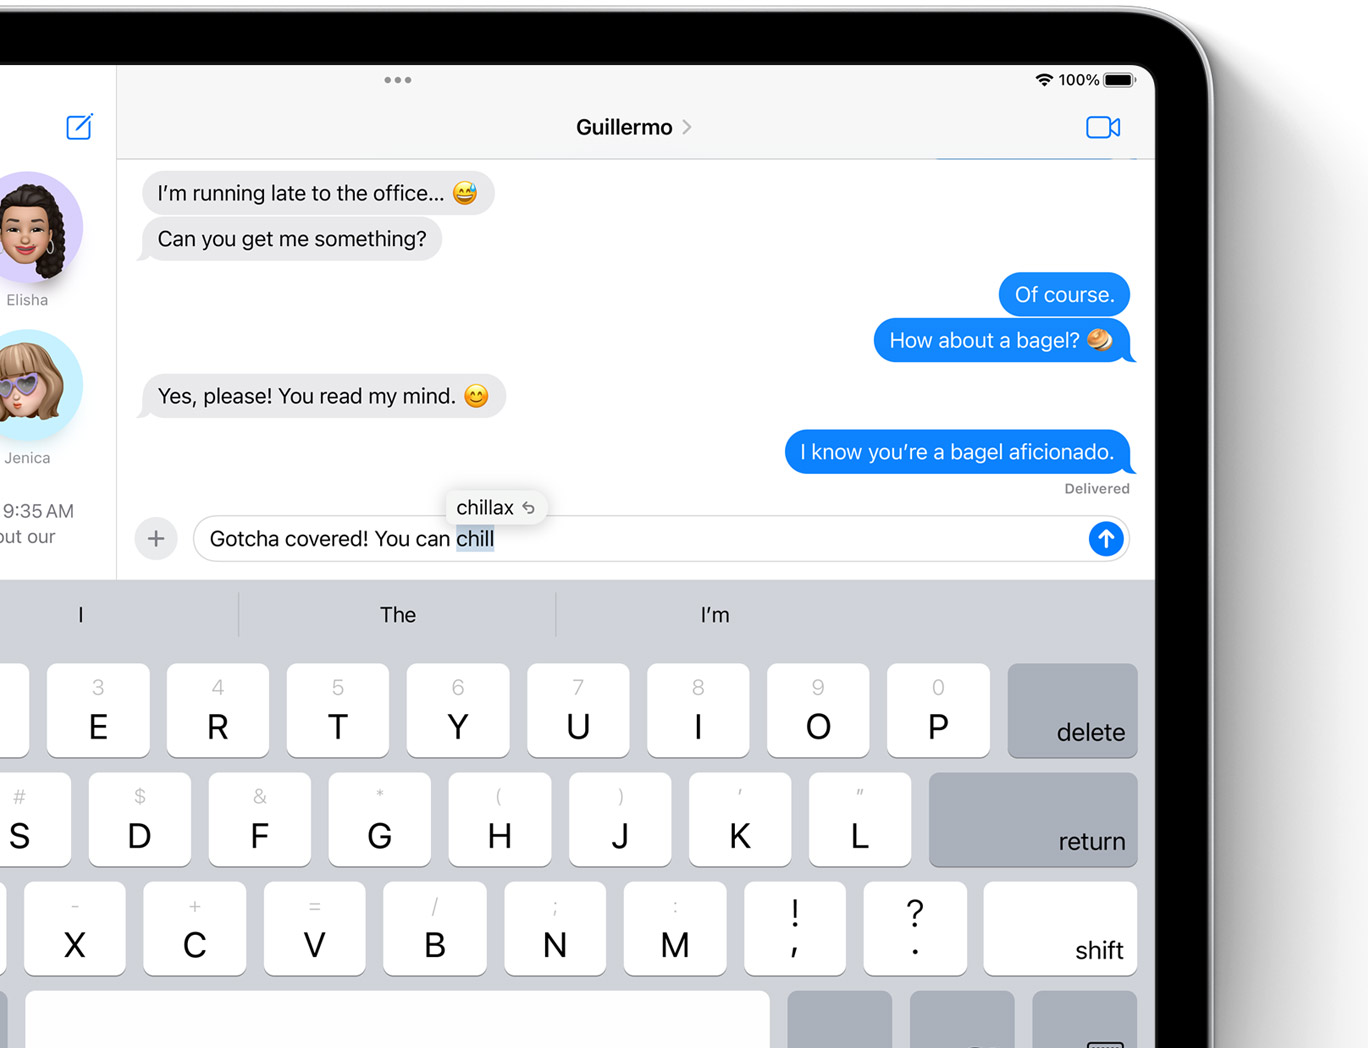 100%
Guillermo
I'm running late to the office... 😅
Can you get me something?
Elisha
Of course.
How about a bagel? 🥯
Yes, please! You read my mind. 😊
Jenica
I know you're a bagel aficionado.
Delivered
9:35 AM
out our
chillax
Gotcha covered! You can chill
I The I'm
3 4 5 6 7 8 9 0
E R T Y U I O P delete
# $ & * ( ) ' "
S D F G H J K L return
- + = / ; : ! ?
X C V B N M , . shift